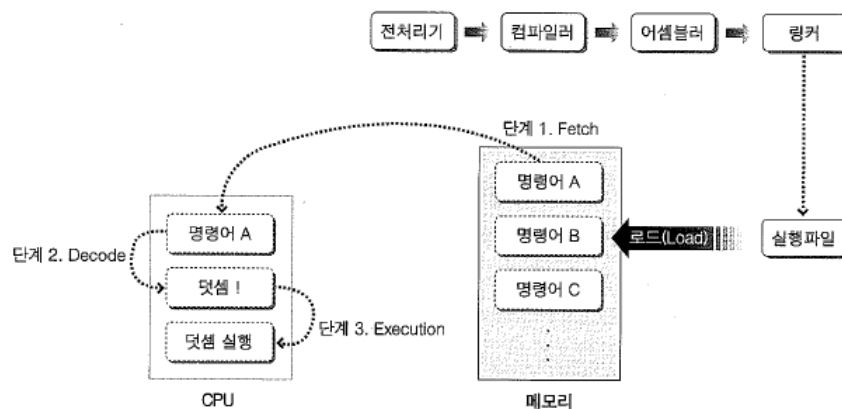 전처리기
컴파일러
어셈블러
링커
단계 1. Fetch
명령어 A
명령어 B
명령어 C
로드(Load)
실행파일
명령어 A
단계 2. Decode
덧셈 !
단계 3. Execution
덧셈 실행
CPU
메모리